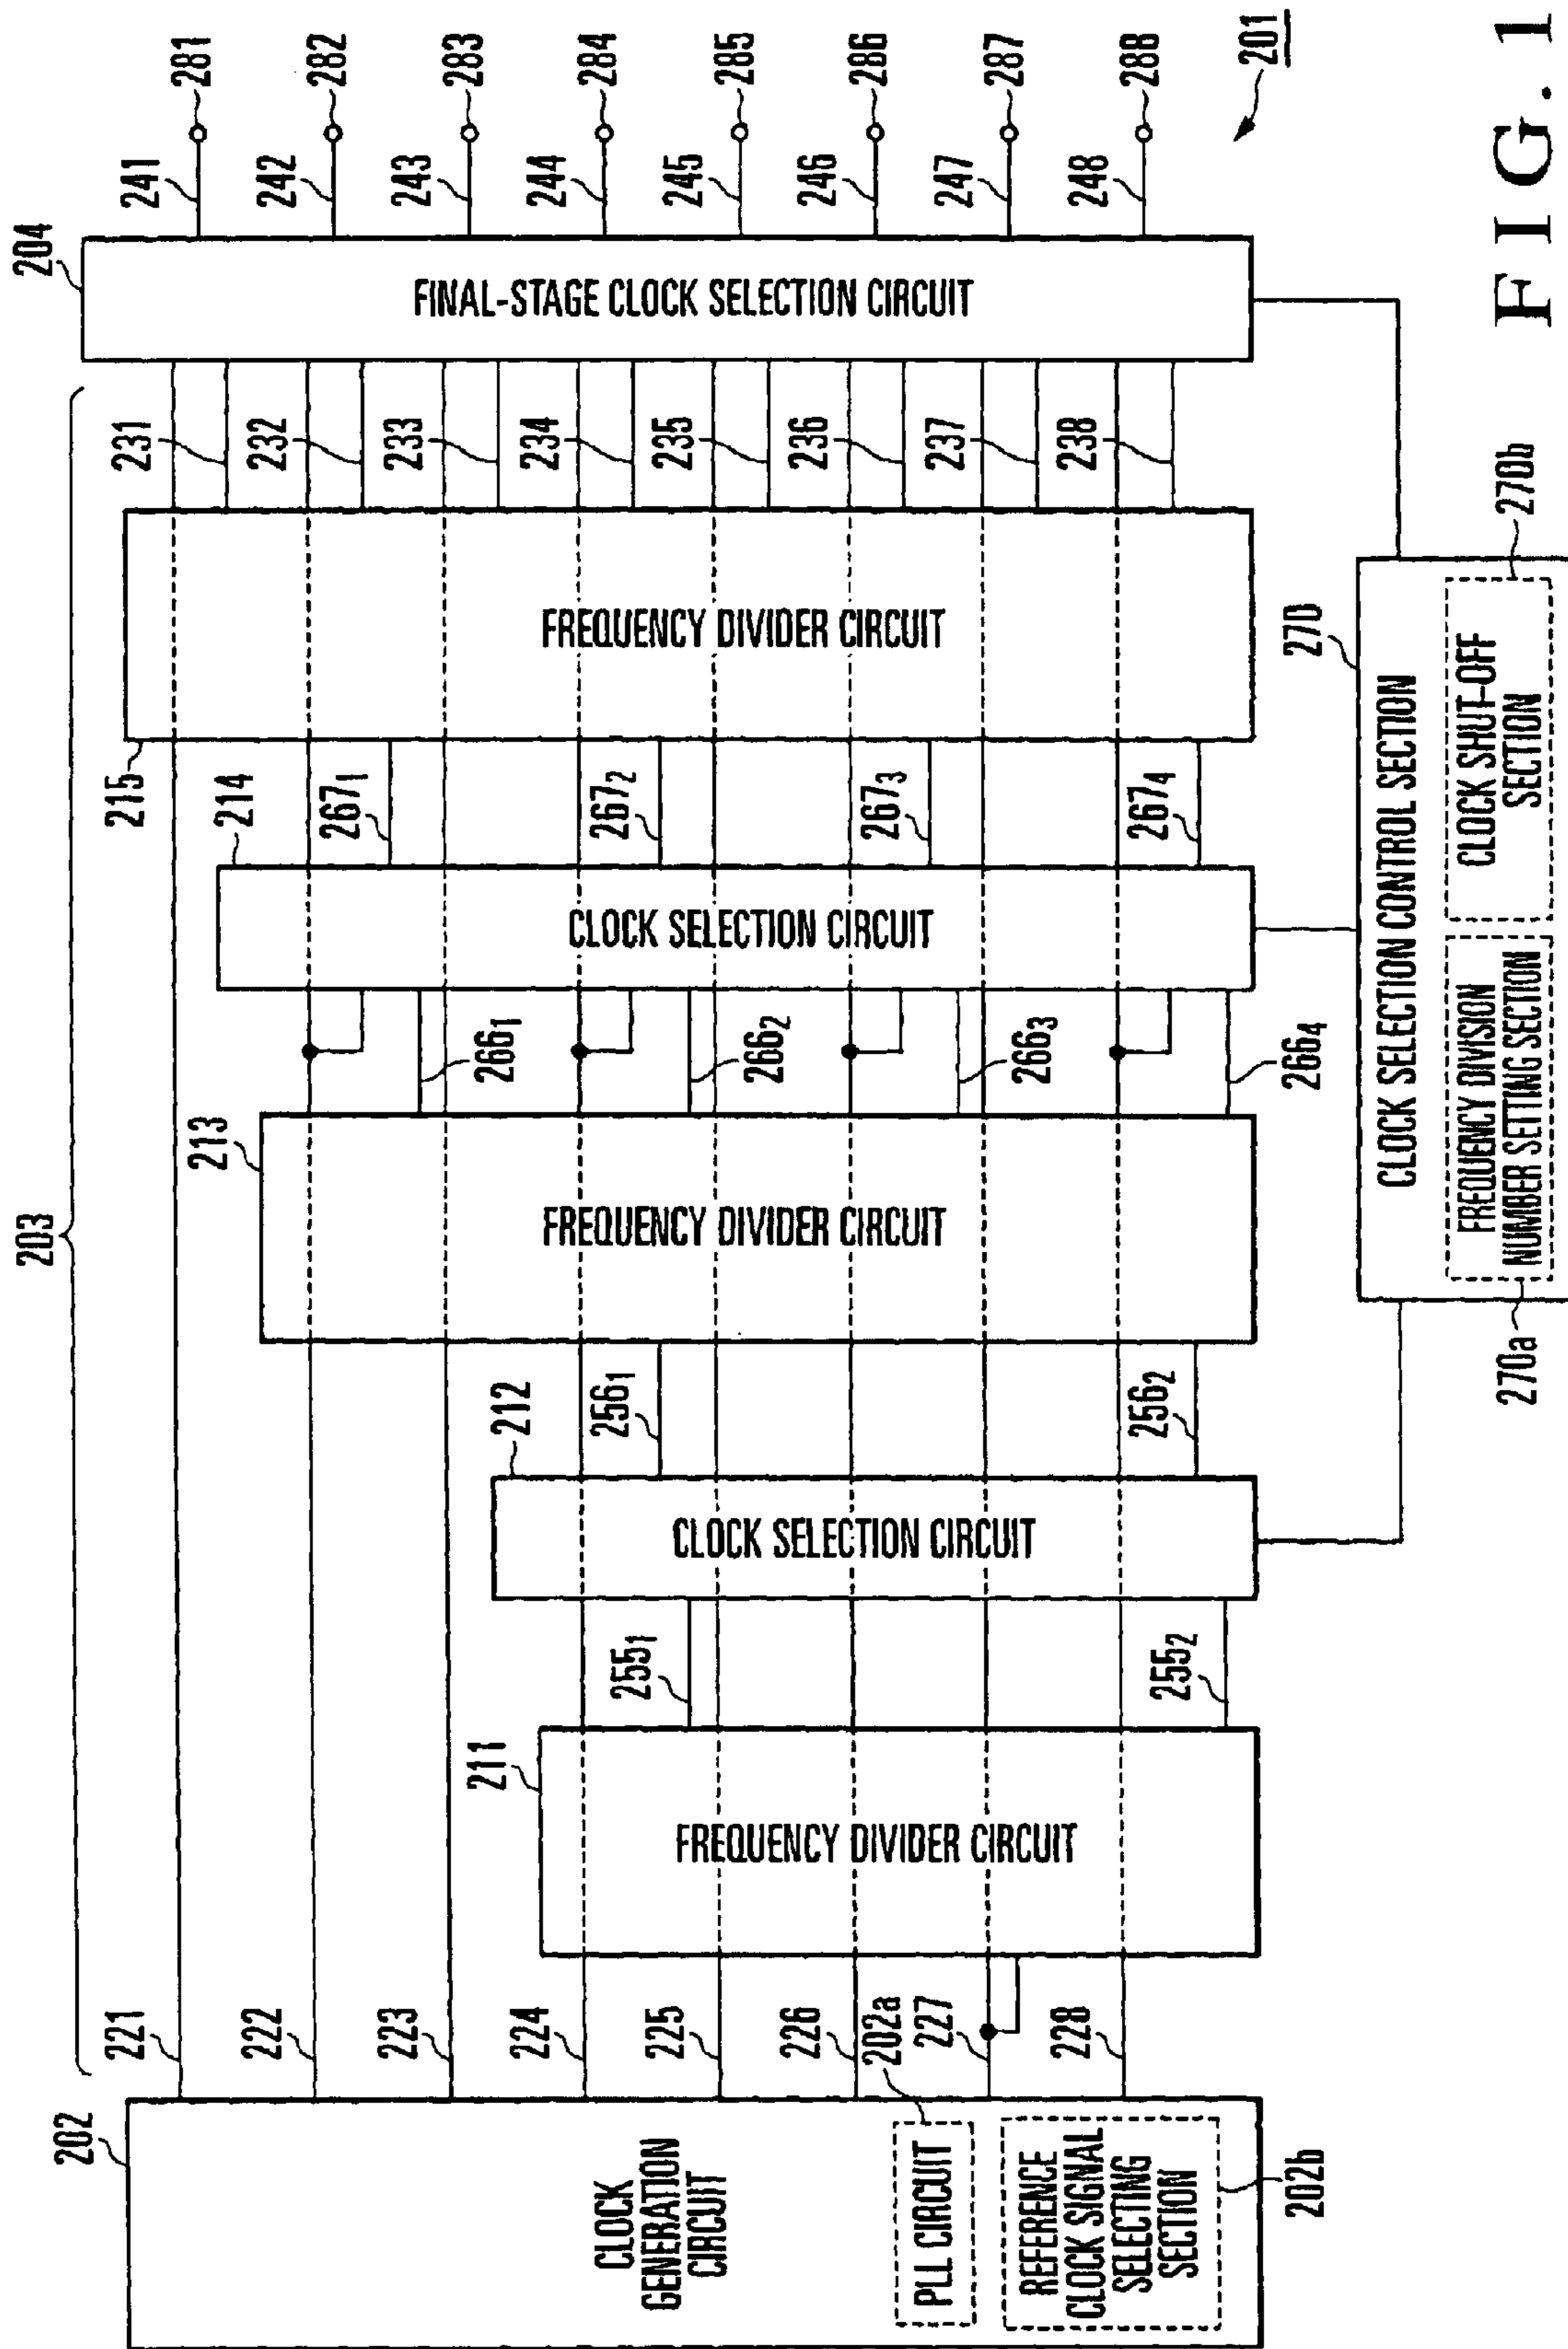 203
204
202
221
222
223
224
225
226
202a
227
228
CLOCK
GENERATION
CIRCUIT
PLL CIRCUIT
REFERENCE
CLOCK SIGNAL
SELECTING
SECTION
202b
211
FREQUENCY DIVIDER CIRCUIT
255₁
255₂
212
CLOCK SELECTION CIRCUIT
256₁
256₂
213
FREQUENCY DIVIDER CIRCUIT
266₁
266₂
266₃
266₄
214
CLOCK SELECTION CIRCUIT
267₁
267₂
267₃
267₄
215
FREQUENCY DIVIDER CIRCUIT
231
232
233
234
235
236
237
238
FINAL-STAGE CLOCK SELECTION CIRCUIT
241
242
243
244
245
246
247
248
281
282
283
284
285
286
287
288
201
270
CLOCK SELECTION CONTROL SECTION
FREQUENCY DIVISION
NUMBER SETTING SECTION
270a
CLOCK SHUT-OFF
SECTION
270b
FIG. 1